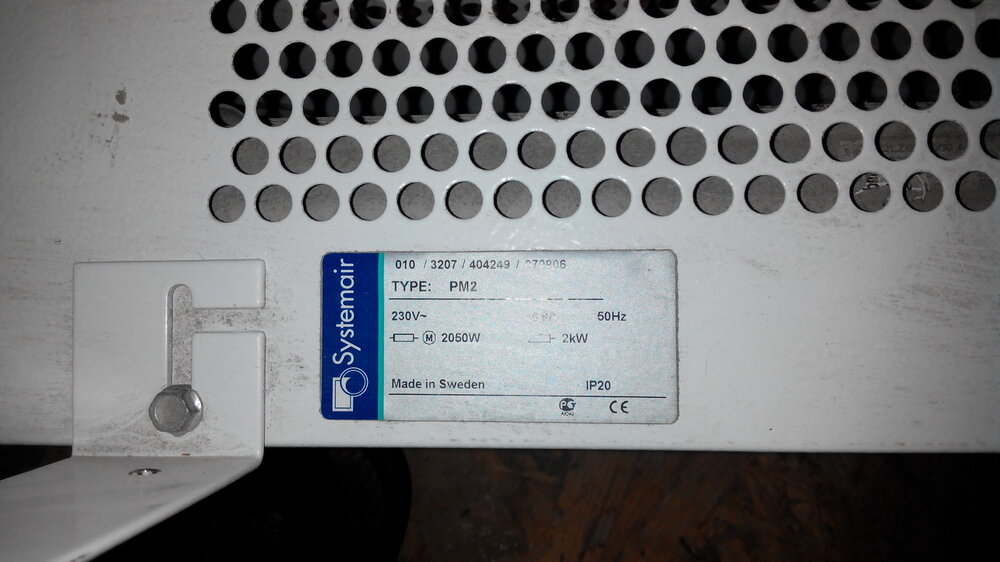 Systemair
010 / 3207 / 404249 /
TYPE: PM2
230V~ 50Hz
M 2050W 2kW
Made in Sweden IP20
CE